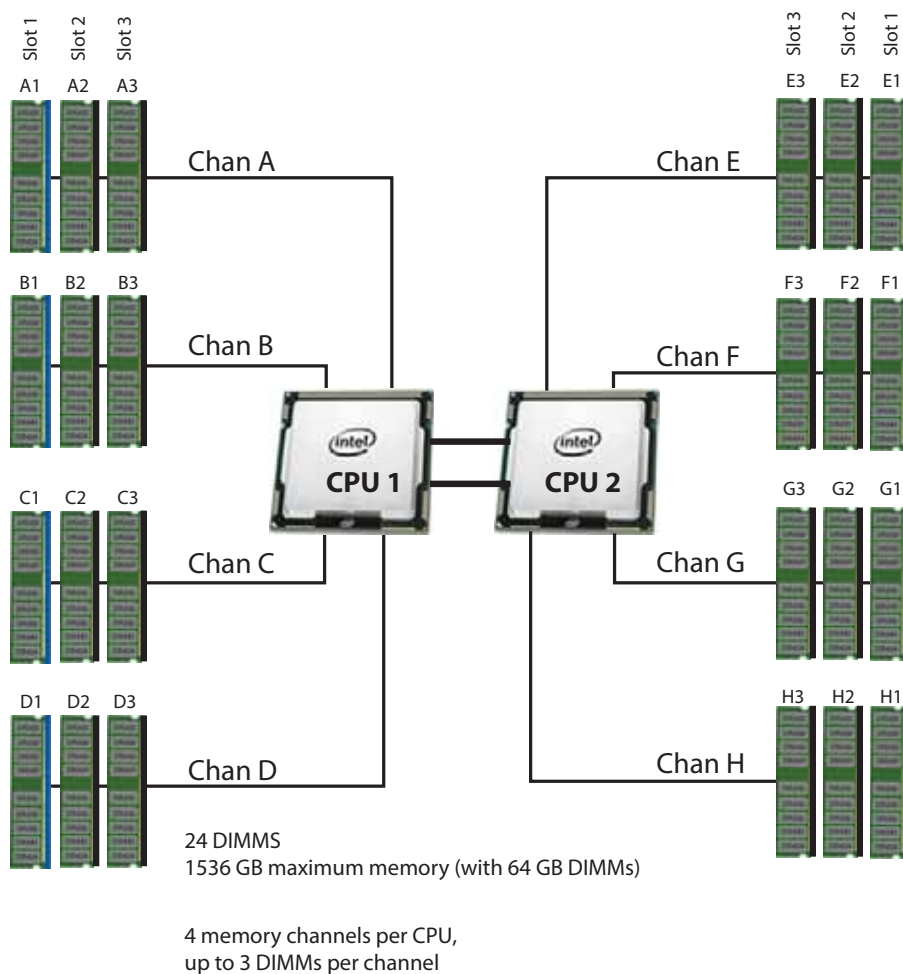 Slot 1 Slot 2 Slot 3
Slot 3 Slot 2 Slot 1
A1 A2 A3
E3 E2 E1
Chan A
Chan E
B1 B2 B3
F3 F2 F1
Chan B
Chan F
intel
CPU 1
intel
CPU 2
C1 C2 C3
G3 G2 G1
Chan C
Chan G
D1 D2 D3
H3 H2 H1
Chan D
Chan H
24 DIMMS
1536 GB maximum memory (with 64 GB DIMMs)
4 memory channels per CPU,
up to 3 DIMMs per channel